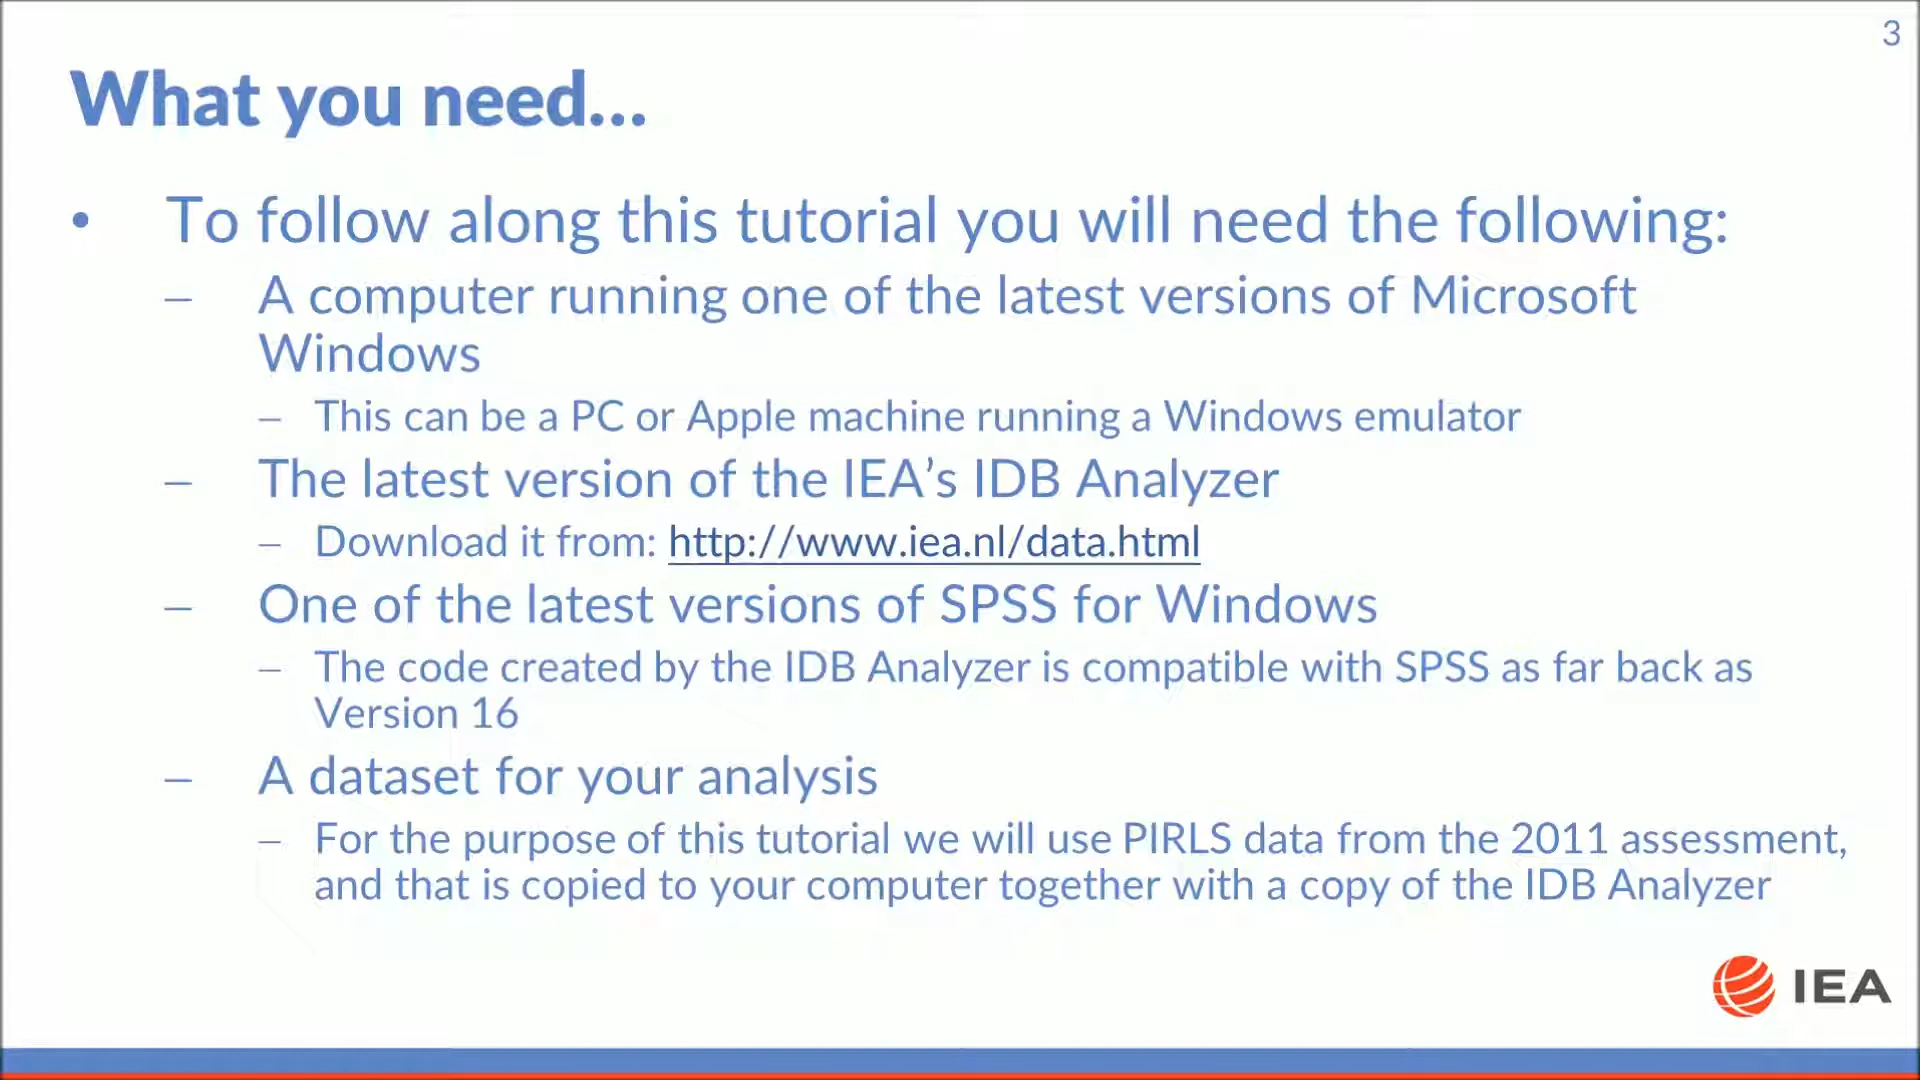 3
What you need...
• To follow along this tutorial you will need the following:
– A computer running one of the latest versions of Microsoft
Windows
– This can be a PC or Apple machine running a Windows emulator
– The latest version of the IEA’s IDB Analyzer
– Download it from: http://www.iea.nl/data.html
– One of the latest versions of SPSS for Windows
– The code created by the IDB Analyzer is compatible with SPSS as far back as
Version 16
– A dataset for your analysis
– For the purpose of this tutorial we will use PIRLS data from the 2011 assessment,
and that is copied to your computer together with a copy of the IDB Analyzer
IEA